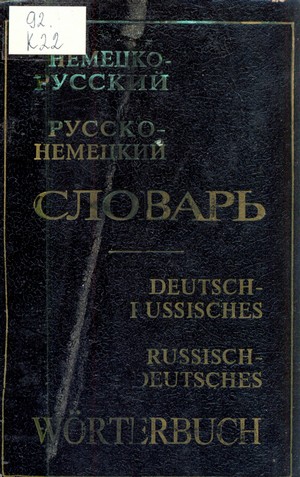 92.
К22
НЕМЕЦКО-
РУССКИЙ
РУССКО-
НЕМЕЦКИЙ
СЛОВАРЬ
DEUTSCH-
RUSSISCHES
RUSSISCH-
DEUTSCHES
WÖRTERBUCH